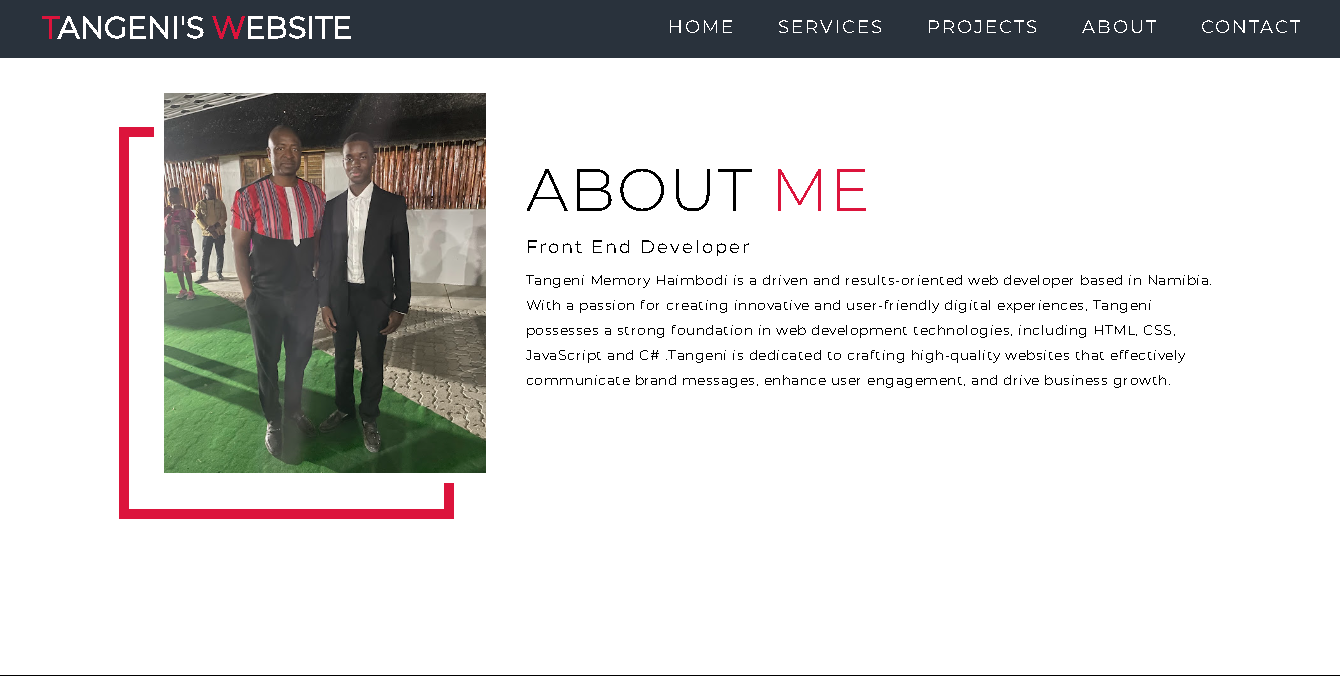 TANGENI'S WEBSITE
HOME SERVICES PROJECTS ABOUT CONTACT
ABOUT ME
Front End Developer
Tangeni Memory Haimbodi is a driven and results-oriented web developer based in Namibia.
With a passion for creating innovative and user-friendly digital experiences, Tangeni
possesses a strong foundation in web development technologies, including HTML, CSS,
JavaScript and C# .Tangeni is dedicated to crafting high-quality websites that effectively
communicate brand messages, enhance user engagement, and drive business growth.